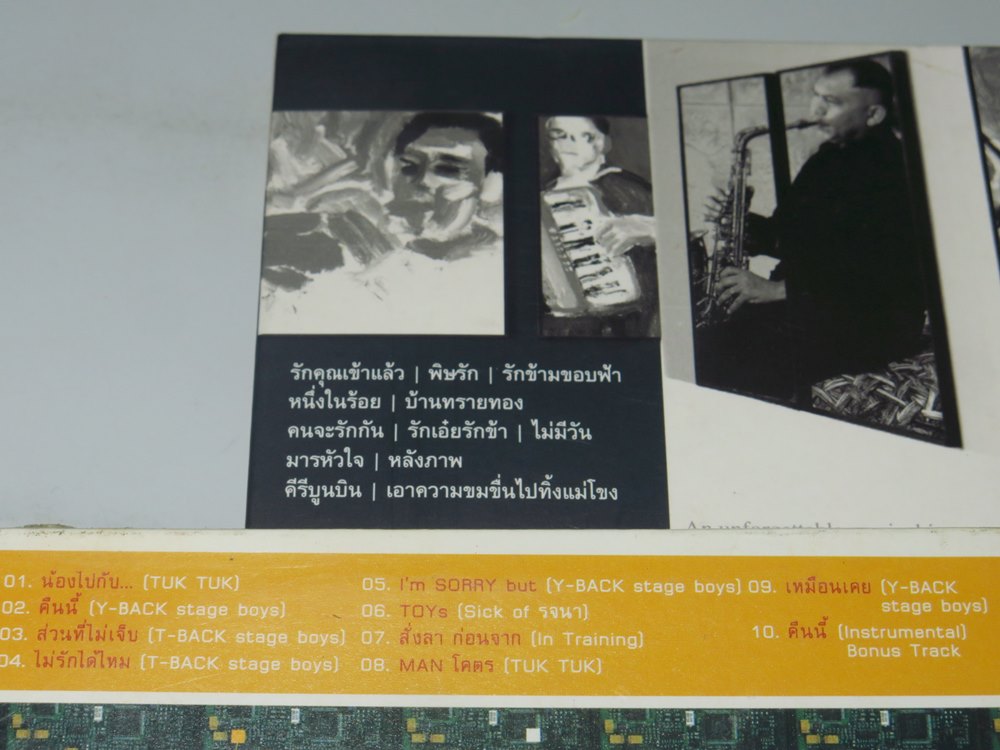 รักคุณเข้าแล้ว | พิษรัก | รักข้ามขอบฟ้า
หนึ่งในร้อย | บ้านทรายทอง
คนจะรักกัน | รักเอ๋ยรักข้า | ไม่มีวัน
มารหัวใจ | หลังภาพ
คีรีบูนบิน | เอาความขมขื่นไปทิ้งแม่โขง
An unforgettable
01. น้องไปกับ... (TUK TUK)
02. คืนนี้ (Y-BACK stage boys)
03. ส่วนที่ไม่เจ็บ (T-BACK stage boys)
04. ไม่รักได้ไหม (T-BACK stage boys)
05. I'm SORRY but (Y-BACK stage boys)
06. TOYs (Sick of รจนา)
07. สั่งลา ก่อนจาก (In Training)
08. MAN โคตร (TUK TUK)
09. เหมือนเคย (Y-BACK
stage boys)
10. คืนนี้ (Instrumental)
Bonus Track